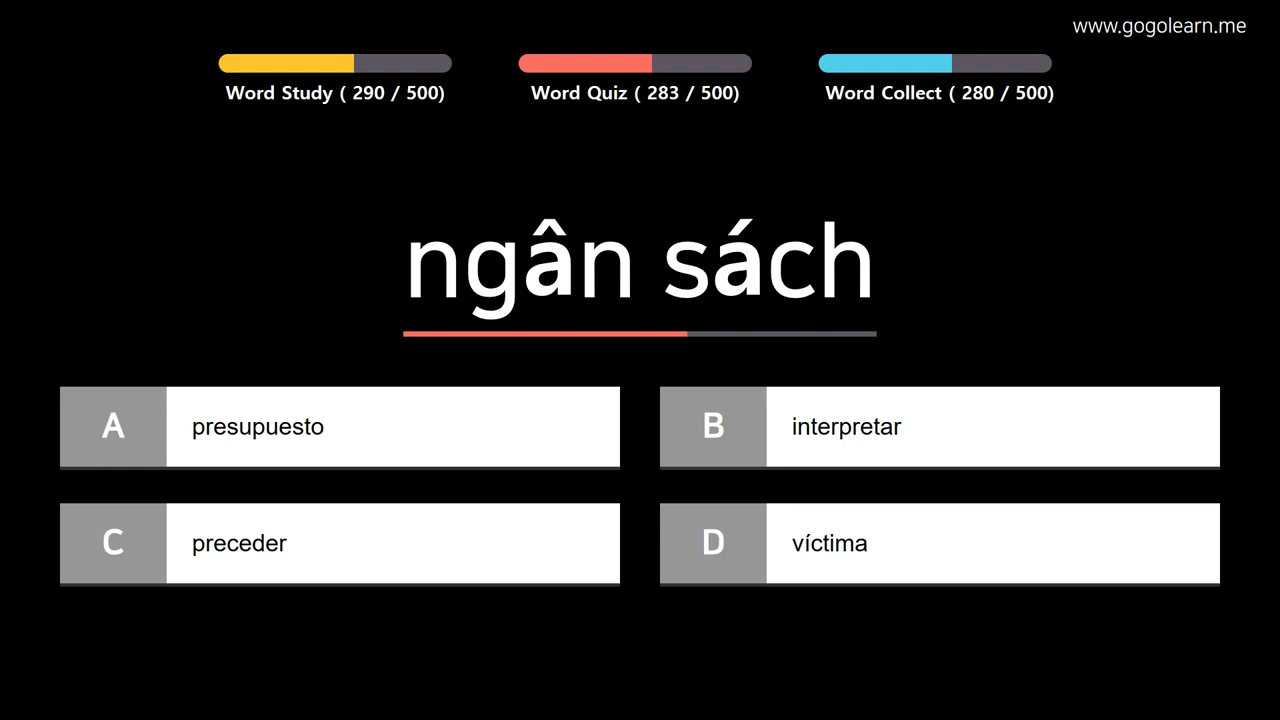 www.gogolearn.me
Word Study ( 290 / 500)
Word Quiz ( 283 / 500)
Word Collect ( 280 / 500)
ngân sách
A presupuesto
B interpretar
C preceder
D víctima